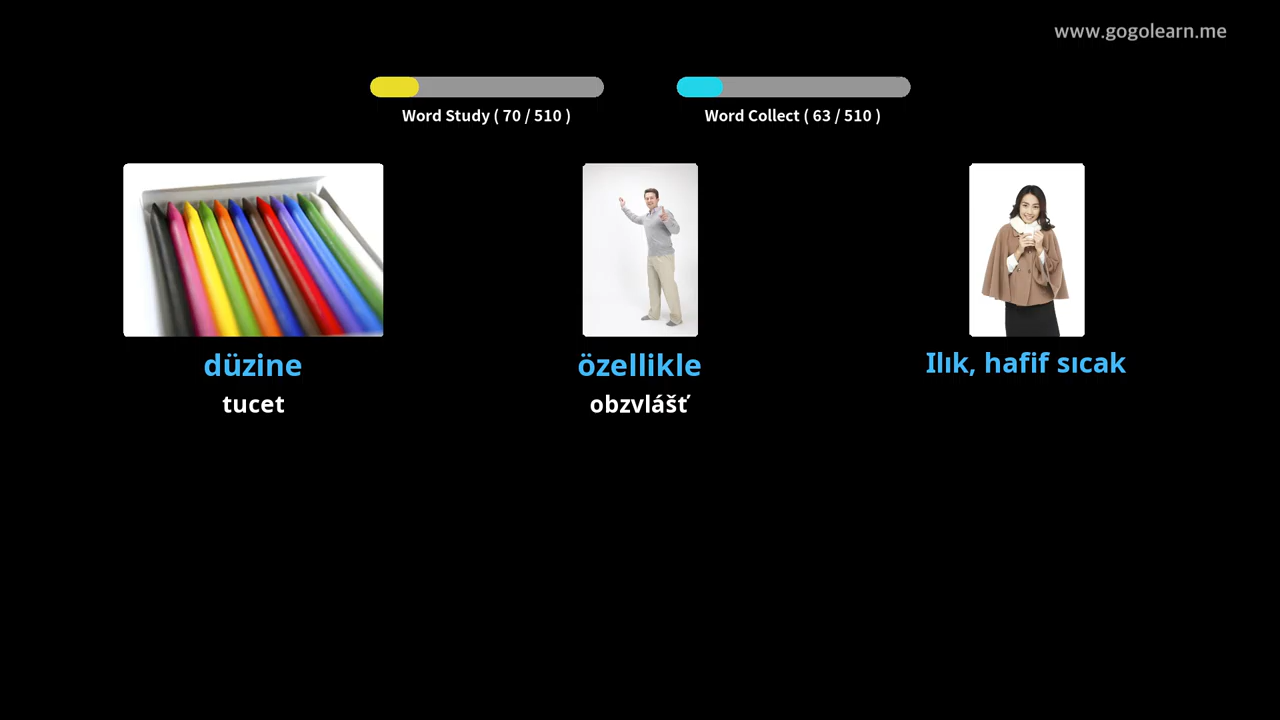 www.gogolearn.me
Word Study ( 70 / 510 )
Word Collect ( 63 / 510 )
düzine
tucet
özellikle
obzvlášť
Ilık, hafif sıcak